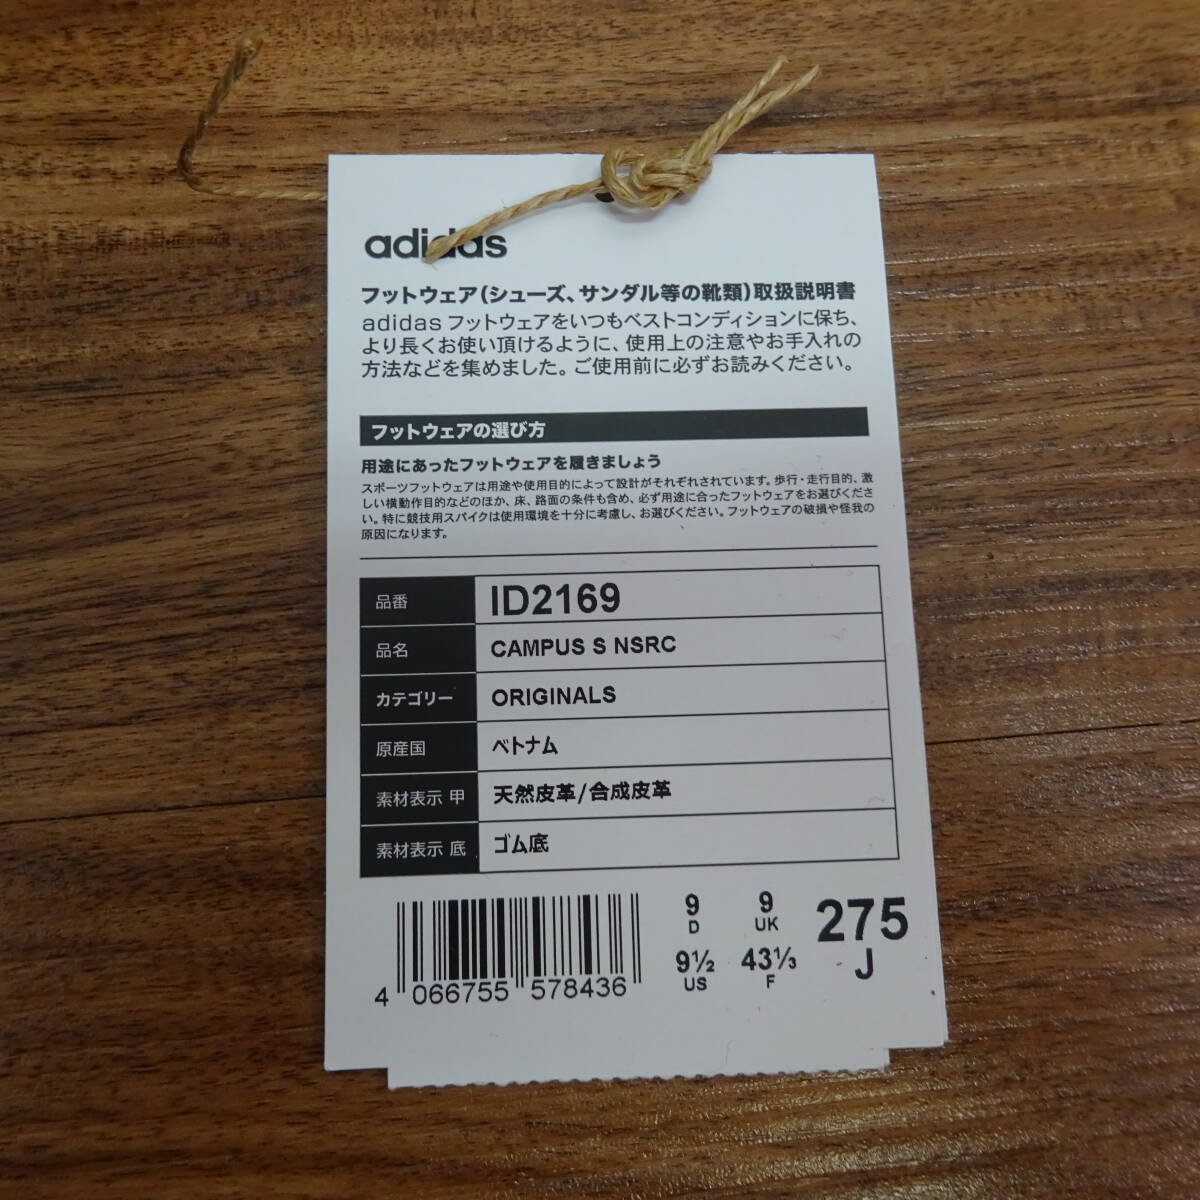 adidas
フットウェア(シューズ、サンダル等の靴類)取扱説明書
adidas フットウェアをいつもベストコンディションに保ち、
より長くお使い頂けるように、使用上の注意やお手入れの
方法などを集めました。ご使用前に必ずお読みください。
フットウェアの選び方
用途にあったフットウェアを履きましょう
スポーツフットウェアは用途や使用目的によって設計がそれぞれされています。歩行・走行目的、激
しい横動作目的などのほか、床、路面の条件も含め、必ず用途に合ったフットウェアをお選びくださ
い。特に競技用スパイクは使用環境を十分に考慮し、お選びください。フットウェアの破損や怪我の
原因になります。
品番 ID2169
品名 CAMPUS S NSRC
カテゴリー ORIGINALS
原産国 ベトナム
素材表示 甲 天然皮革/合成皮革
素材表示 底 ゴム底
9 9 275
D UK
9½ 43⅓ J
US F
4 066755 578436